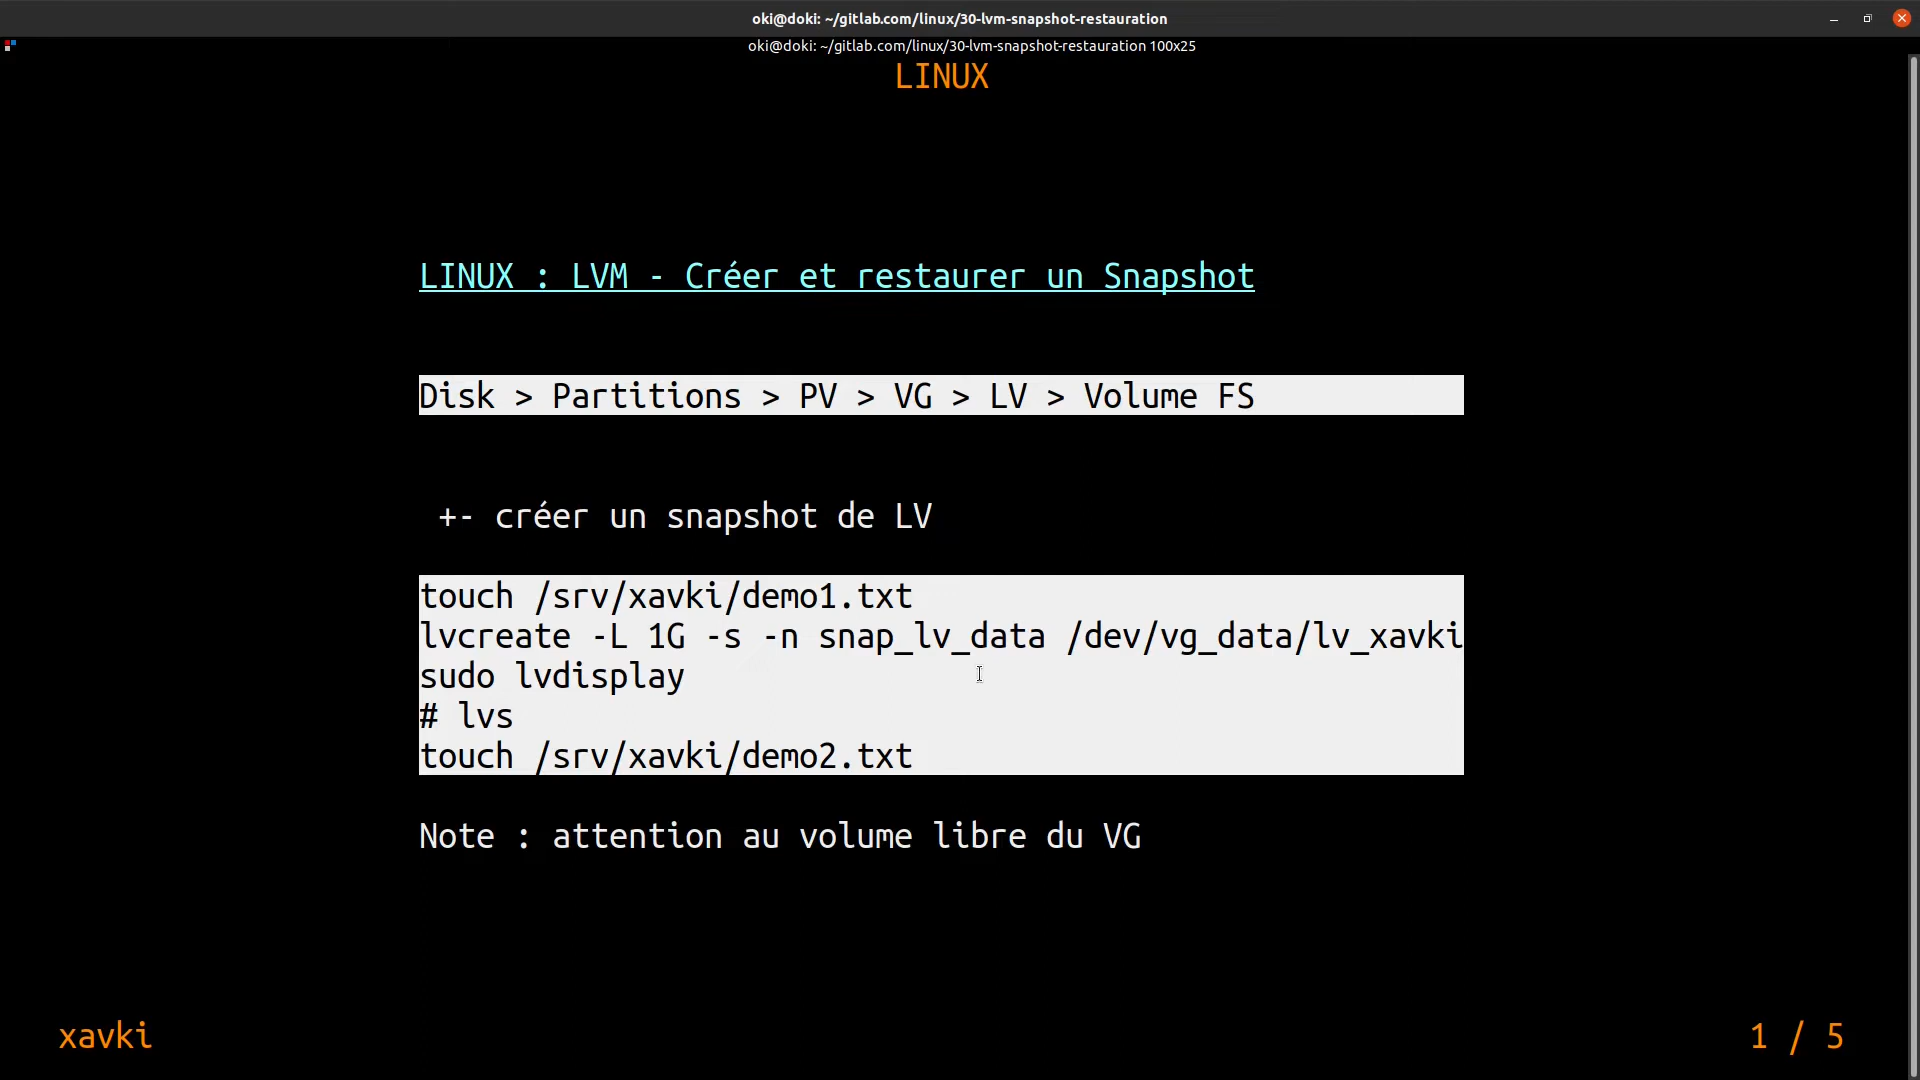 oki@doki: ~/gitlab.com/linux/30-lvm-snapshot-restauration
oki@doki: ~/gitlab.com/linux/30-lvm-snapshot-restauration 100x25
LINUX
LINUX : LVM - Créer et restaurer un Snapshot
Disk > Partitions > PV > VG > LV > Volume FS
+- créer un snapshot de LV
touch /srv/xavki/demo1.txt
lvcreate -L 1G -s -n snap_lv_data /dev/vg_data/lv_xavki
sudo lvdisplay
# lvs
touch /srv/xavki/demo2.txt
Note : attention au volume libre du VG
xavki
1 / 5